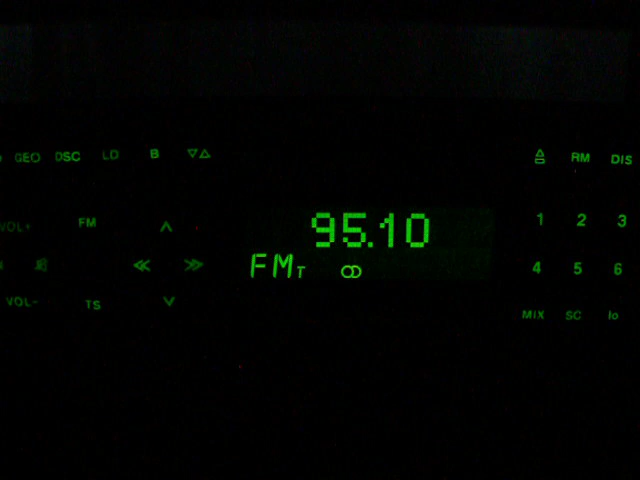 GEO DSC LD B RM DIS
VOL+ FM 1 2 3
95.10
FMT 4 5 6
VOL- TS MIX SC lo